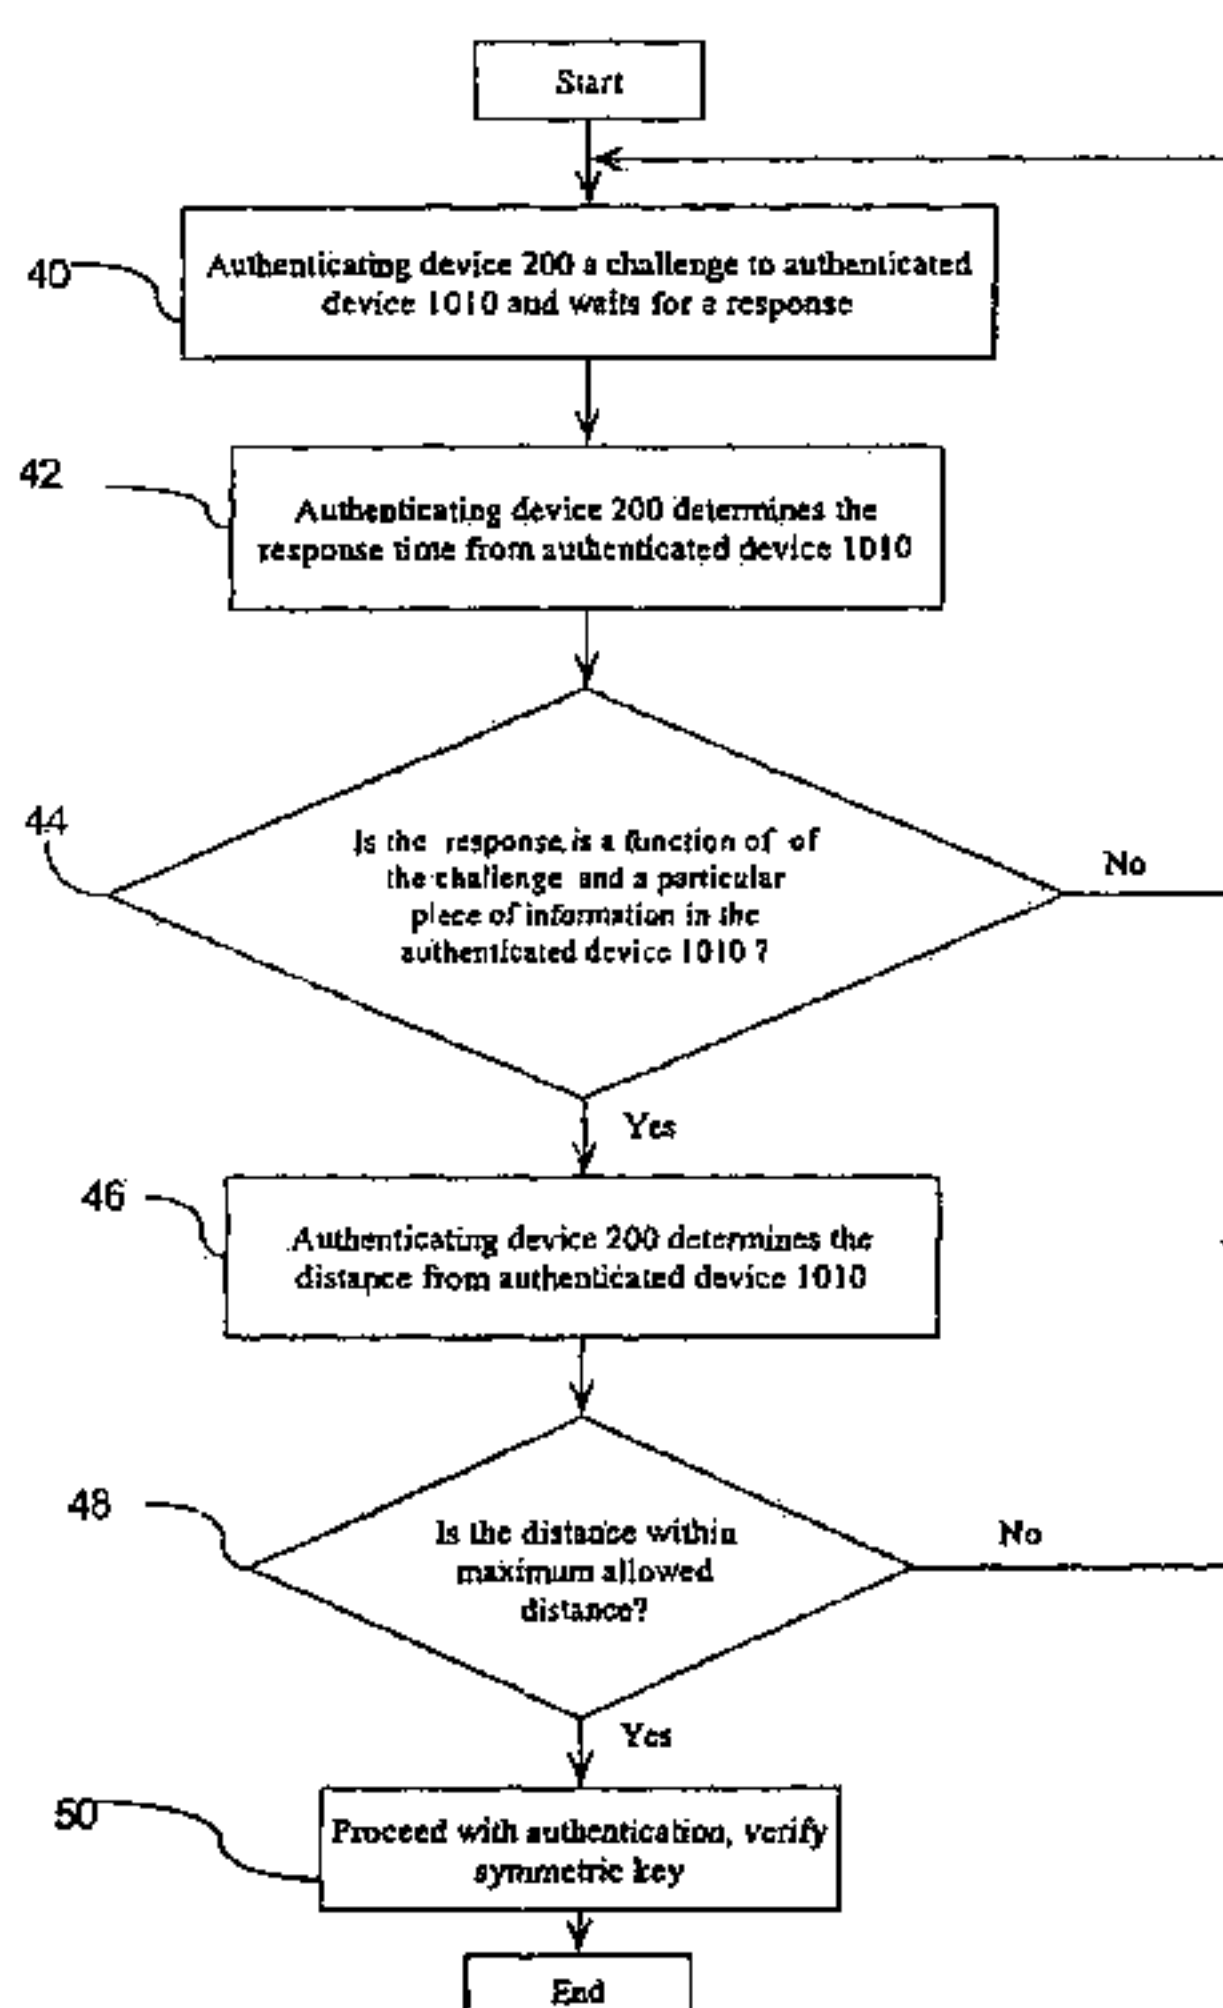 Start
40
Authenticating device 200 a challenge to authenticated
device 1010 and waits for a response
42
Authenticating device 200 determines the
response time from authenticated device 1010
44
Is the response is a function of of
the challenge and a particular
piece of information in the
authenticated device 1010 ?
No
Yes
46
Authenticating device 200 determines the
distance from authenticated device 1010
48
Is the distance within
maximum allowed
distance?
No
Yes
50
Proceed with authentication, verify
symmetric key
End